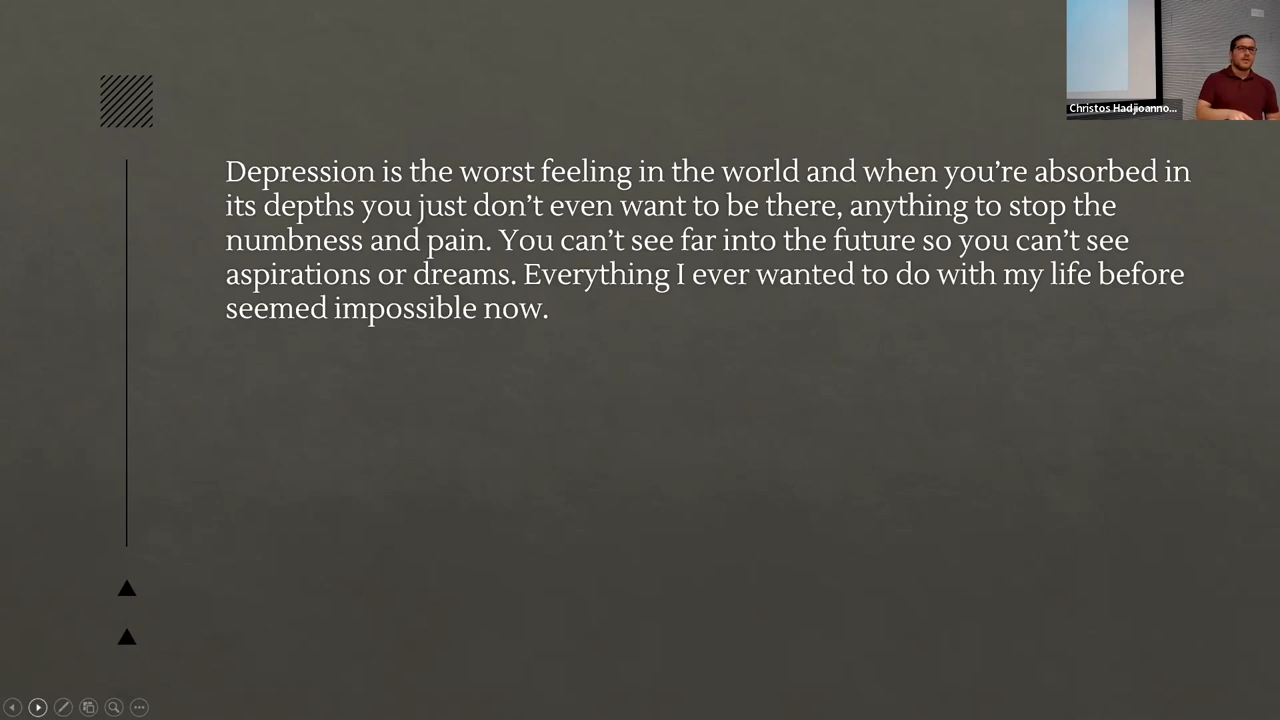 Christos Hadjioanno...
Depression is the worst feeling in the world and when you’re absorbed in
its depths you just don’t even want to be there, anything to stop the
numbness and pain. You can’t see far into the future so you can’t see
aspirations or dreams. Everything I ever wanted to do with my life before
seemed impossible now.